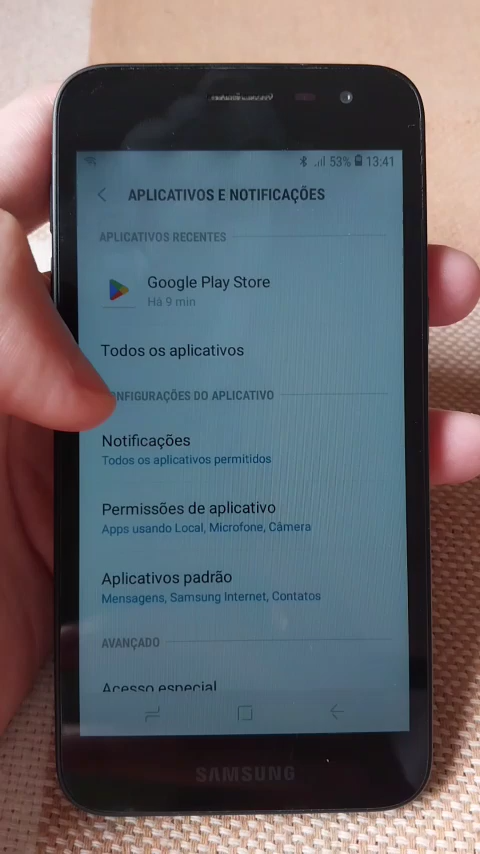 53% 13:41
APLICATIVOS E NOTIFICAÇÕES
APLICATIVOS RECENTES
Google Play Store
Há 9 min
Todos os aplicativos
ONFIGURAÇÕES DO APLICATIVO
Notificações
Todos os aplicativos permitidos
Permissões de aplicativo
Apps usando Local, Microfone, Câmera
Aplicativos padrão
Mensagens, Samsung Internet, Contatos
AVANÇADO
Acesso especial
SAMSUNG